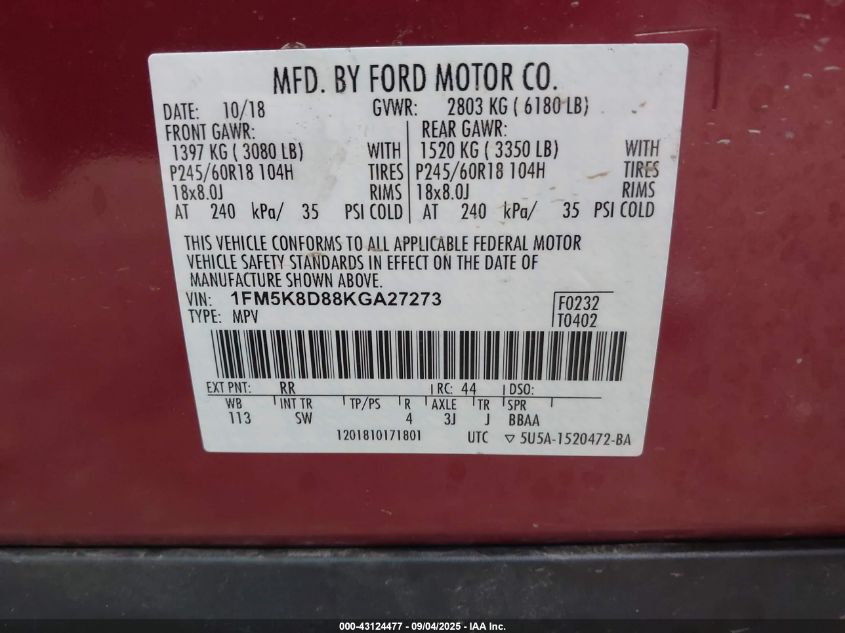 MFD. BY FORD MOTOR CO.
DATE: 10/18 GVWR: 2803 KG ( 6180 LB)
FRONT GAWR: REAR GAWR:
1397 KG ( 3080 LB) WITH 1520 KG ( 3350 LB) WITH
P245/60R18 104H TIRES P245/60R18 104H TIRES
18x8.0J RIMS 18x8.0J RIMS
AT 240 kPa/ 35 PSI COLD AT 240 kPa/ 35 PSI COLD
THIS VEHICLE CONFORMS TO ALL APPLICABLE FEDERAL MOTOR
VEHICLE SAFETY STANDARDS IN EFFECT ON THE DATE OF
MANUFACTURE SHOWN ABOVE.
VIN: 1FM5K8D88KGA27273 F0232
TYPE: MPV T0402
EXT PNT: RR RC: 44 DSO:
WB INT TR TP/PS R AXLE TR SPR
113 SW 4 3J J BBAA
1201810171801 UTC ▽ 5U5A-1520472-BA
000-43124477 - 09/04/2025 - IAA Inc.